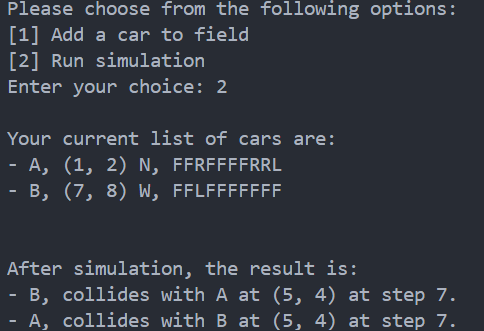 Please choose from the following options:
[1] Add a car to field
[2] Run simulation
Enter your choice: 2
Your current list of cars are:
- A, (1, 2) N, FFRFFFFRRL
- B, (7, 8) W, FFLFFFFFFF
After simulation, the result is:
- B, collides with A at (5, 4) at step 7.
- A, collides with B at (5, 4) at step 7.